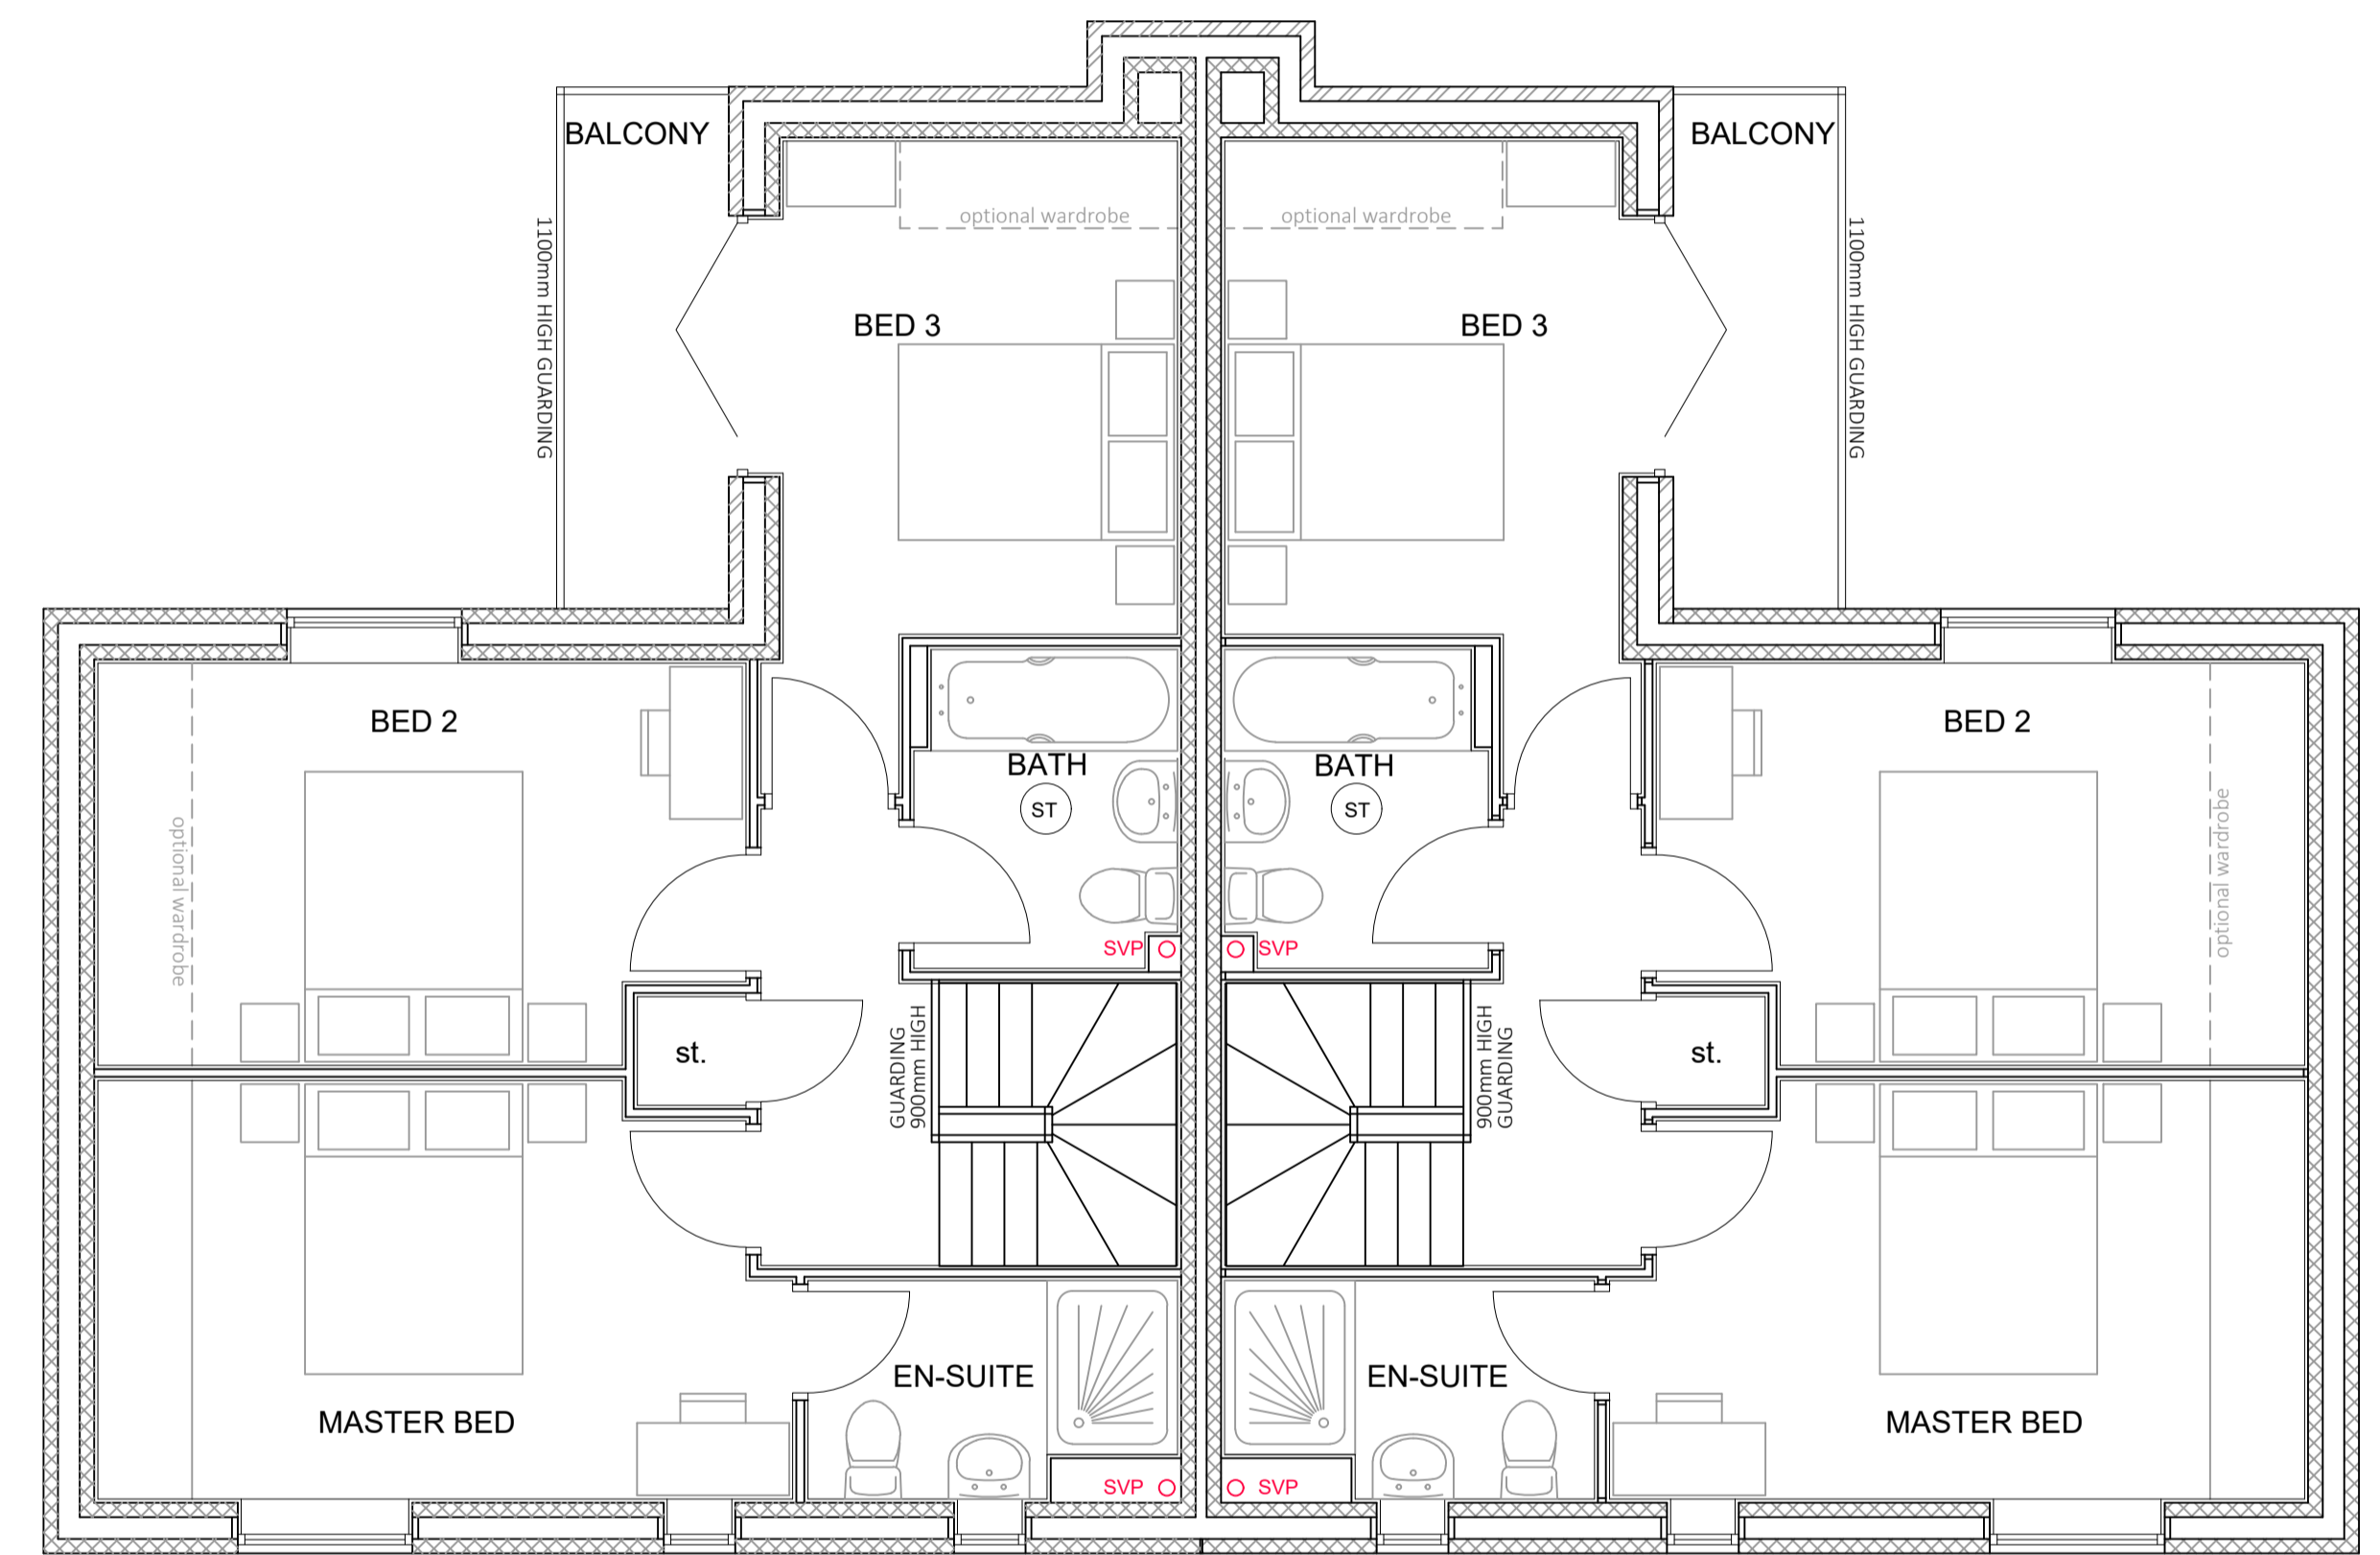 BALCONY
BALCONY
optional wardrobe
optional wardrobe
1100mm HIGH GUARDING
1100mm HIGH GUARDING
BED 3
BED 3
BED 2
BED 2
BATH
BATH
ST
ST
optional wardrobe
optional wardrobe
SVP
SVP
st.
GUARDING
900mm HIGH
900mm HIGH
GUARDING
st.
EN-SUITE
EN-SUITE
MASTER BED
MASTER BED
SVP
SVP